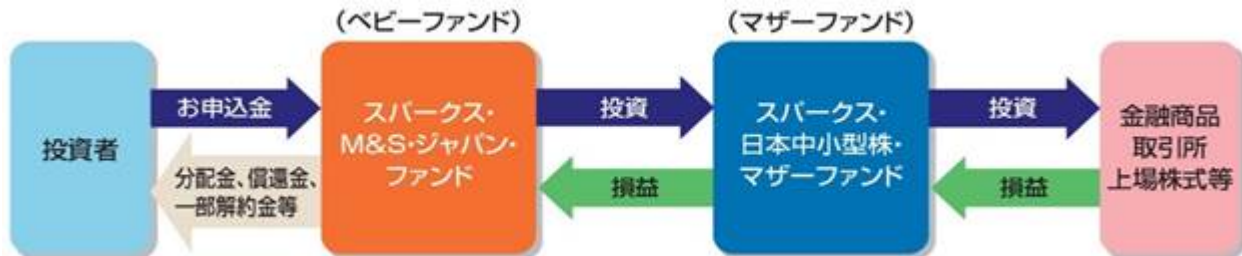 (ベビーファンド)
(マザーファンド)
投資者
お申込金
分配金、償還金、
一部解約金等
スパークス・
M&S・ジャパン・
ファンド
投資
損益
スパークス・
日本中小型株・
マザーファンド
投資
損益
金融商品
取引所
上場株式等